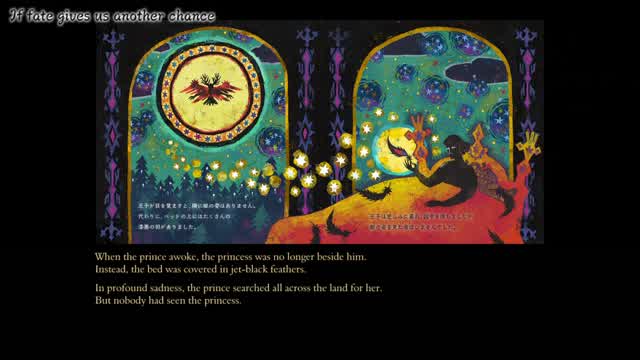 If fate gives us another chance
王子が目を覚ますと、隣に姫の姿はありません。
代わりに、ベッドの上にはたくさんの
漆黒の羽がありました。
When the prince awoke, the princess was no longer beside him.
Instead, the bed was covered in jet-black feathers.
In profound sadness, the prince searched all across the land for her.
But nobody had seen the princess.